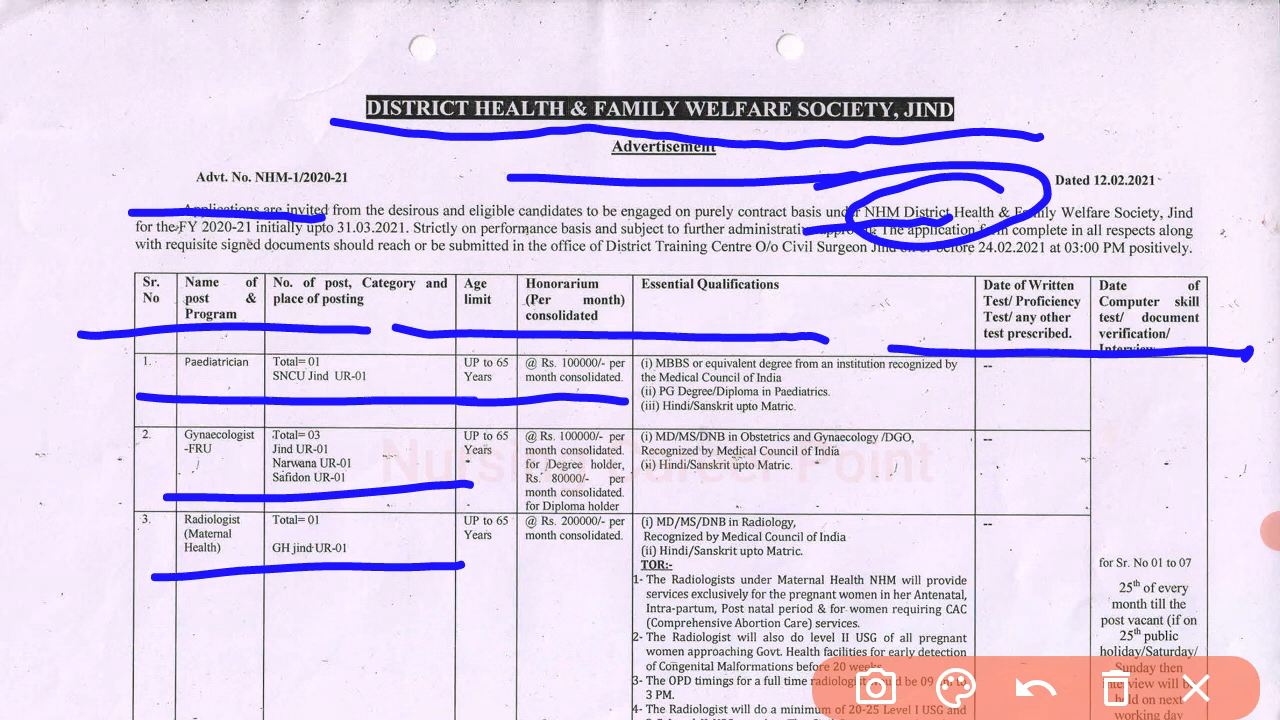 DISTRICT HEALTH & FAMILY WELFARE SOCIETY, JIND
Advertisement
Advt. No. NHM-1/2020-21
Dated 12.02.2021
Applications are invited from the desirous and eligible candidates to be engaged on purely contract basis under NHM District Health & Family Welfare Society, Jind
for the FY 2020-21 initially upto 31.03.2021. Strictly on performance basis and subject to further administrative approval. The application form complete in all respects along
with requisite signed documents should reach or be submitted in the office of District Training Centre O/o Civil Surgeon Jind on or before 24.02.2021 at 03:00 PM positively.
Sr. No
Name of post & Program
No. of post, Category and place of posting
Age limit
Honorarium (Per month) consolidated
Essential Qualifications
Date of Written Test/ Proficiency Test/ any other test prescribed.
Date of Computer skill test/ document verification/ Interview
1.
Paediatrician
Total= 01
SNCU Jind UR-01
UP to 65
Years
@ Rs. 100000/- per
month consolidated.
(i) MBBS or equivalent degree from an institution recognized by
the Medical Council of India
(ii) PG Degree/Diploma in Paediatrics.
(iii) Hindi/Sanskrit upto Matric.
--
2.
Gynaecologist
-FRU
Total= 03
Jind UR-01
Narwana UR-01
Safidon UR-01
UP to 65
Years
@ Rs. 100000/- per
month consolidated.
for Degree holder,
Rs. 80000/- per
month consolidated.
for Diploma holder
(i) MD/MS/DNB in Obstetrics and Gynaecology /DGO,
Recognized by Medical Council of India
(ii) Hindi/Sanskrit upto Matric.
--
3.
Radiologist
(Maternal
Health)
Total= 01
GH jind UR-01
UP to 65
Years
@ Rs. 200000/- per
month consolidated.
(i) MD/MS/DNB in Radiology,
Recognized by Medical Council of India
(ii) Hindi/Sanskrit upto Matric.
TOR:-
1- The Radiologists under Maternal Health NHM will provide
services exclusively for the pregnant women in her Antenatal,
Intra-partum, Post natal period & for women requiring CAC
(Comprehensive Abortion Care) services.
2- The Radiologist will also do level II USG of all pregnant
women approaching Govt. Health facilities for early detection
of Congenital Malformations before 20 weeks.
3- The OPD timings for a full time radiologist would be 09 am to
3 PM.
4- The Radiologist will do a minimum of 20-25 Level I USG and
--
for Sr. No 01 to 07
25th of every
month till the
post vacant (if on
25th public
holiday/Saturday/
Sunday then
interview will be
held on next
working day